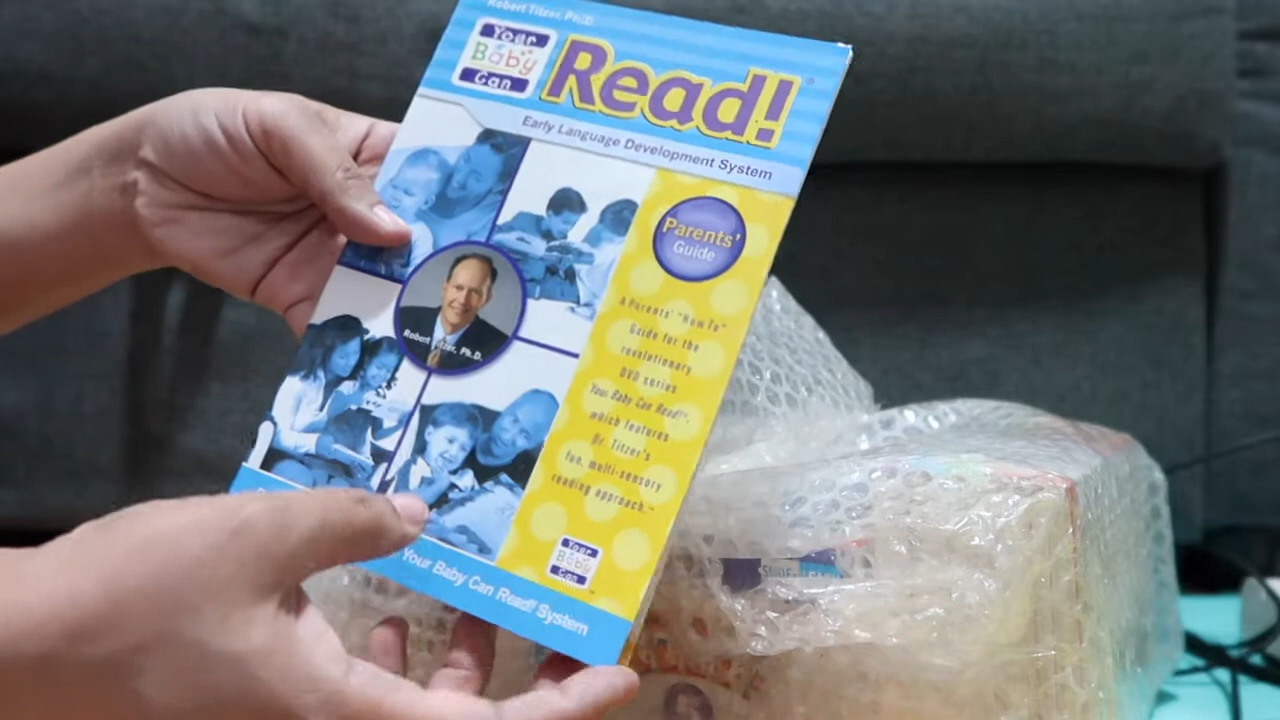 Robert Titzer, Ph.D.
Your
Baby
Can
Read!
Early Language Development System
Parents'
Guide
Robert Titzer, Ph.D.
A Parents' "How To"
Guide for the
revolutionary
DVD series
Your Baby Can Read!™,
which features
Dr. Titzer's
fun, multi-sensory
reading approach.™
Your
Baby
Can
Your Baby Can Read! System